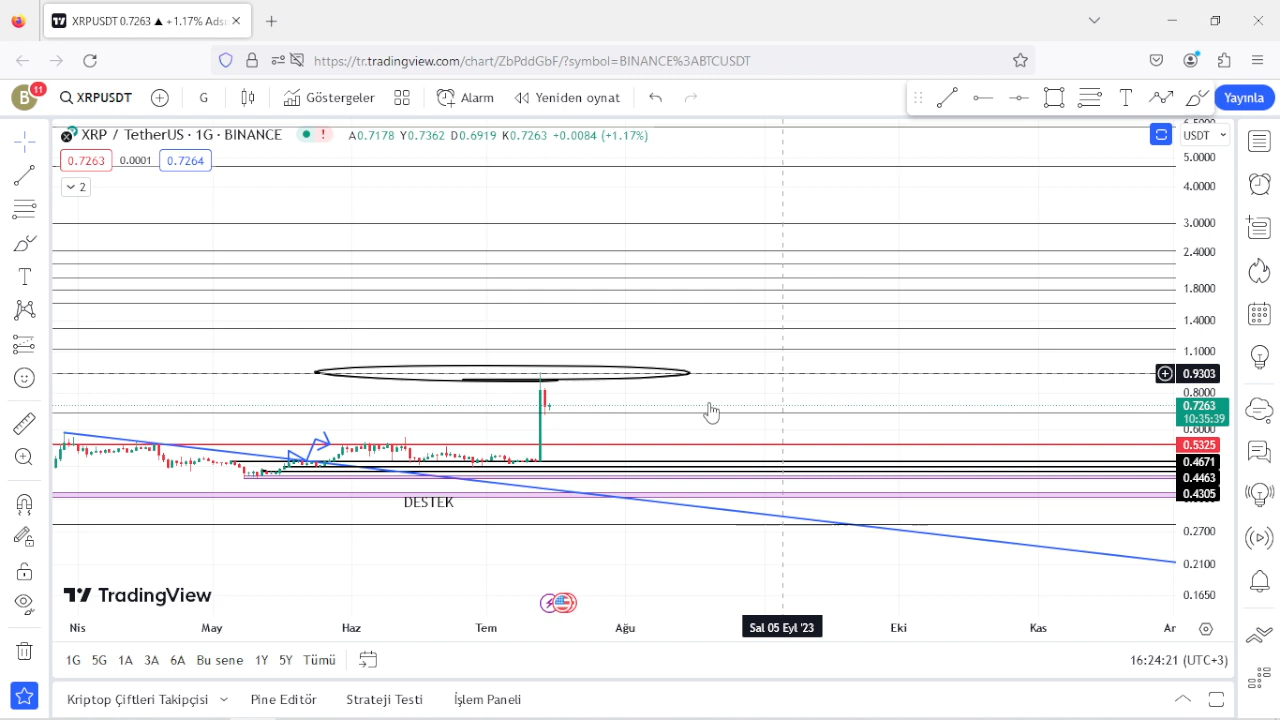 XRPUSDT 0.7263 ▲ +1.17% Ads
https://tr.tradingview.com/chart/ZbPddGbF/?symbol=BINANCE%3ABTCUSDT
B 11 XRPUSDT G Göstergeler Alarm Yeniden oynat T Yayınla
XRP / TetherUS · 1G · BINANCE ! A0.7178 Y0.7362 D0.6919 K0.7263 +0.0084 (+1.17%) USDT
0.7263 0.0001 0.7264
2
5.0000
4.0000
3.0000
2.4000
1.8000
1.4000
1.1000
0.9303
0.8000
0.7263
10:35:39
0.6000
0.5325
0.4671
0.4463
0.4305
DESTEK
0.2700
0.2100
0.1650
TradingView
Nis May Haz Tem Ağu Sal 05 Eyl '23 Eki Kas Ar
1G 5G 1A 3A 6A Bu sene 1Y 5Y Tümü 16:24:21 (UTC+3)
Kriptop Çiftleri Takipçisi Pine Editör Strateji Testi İşlem Paneli